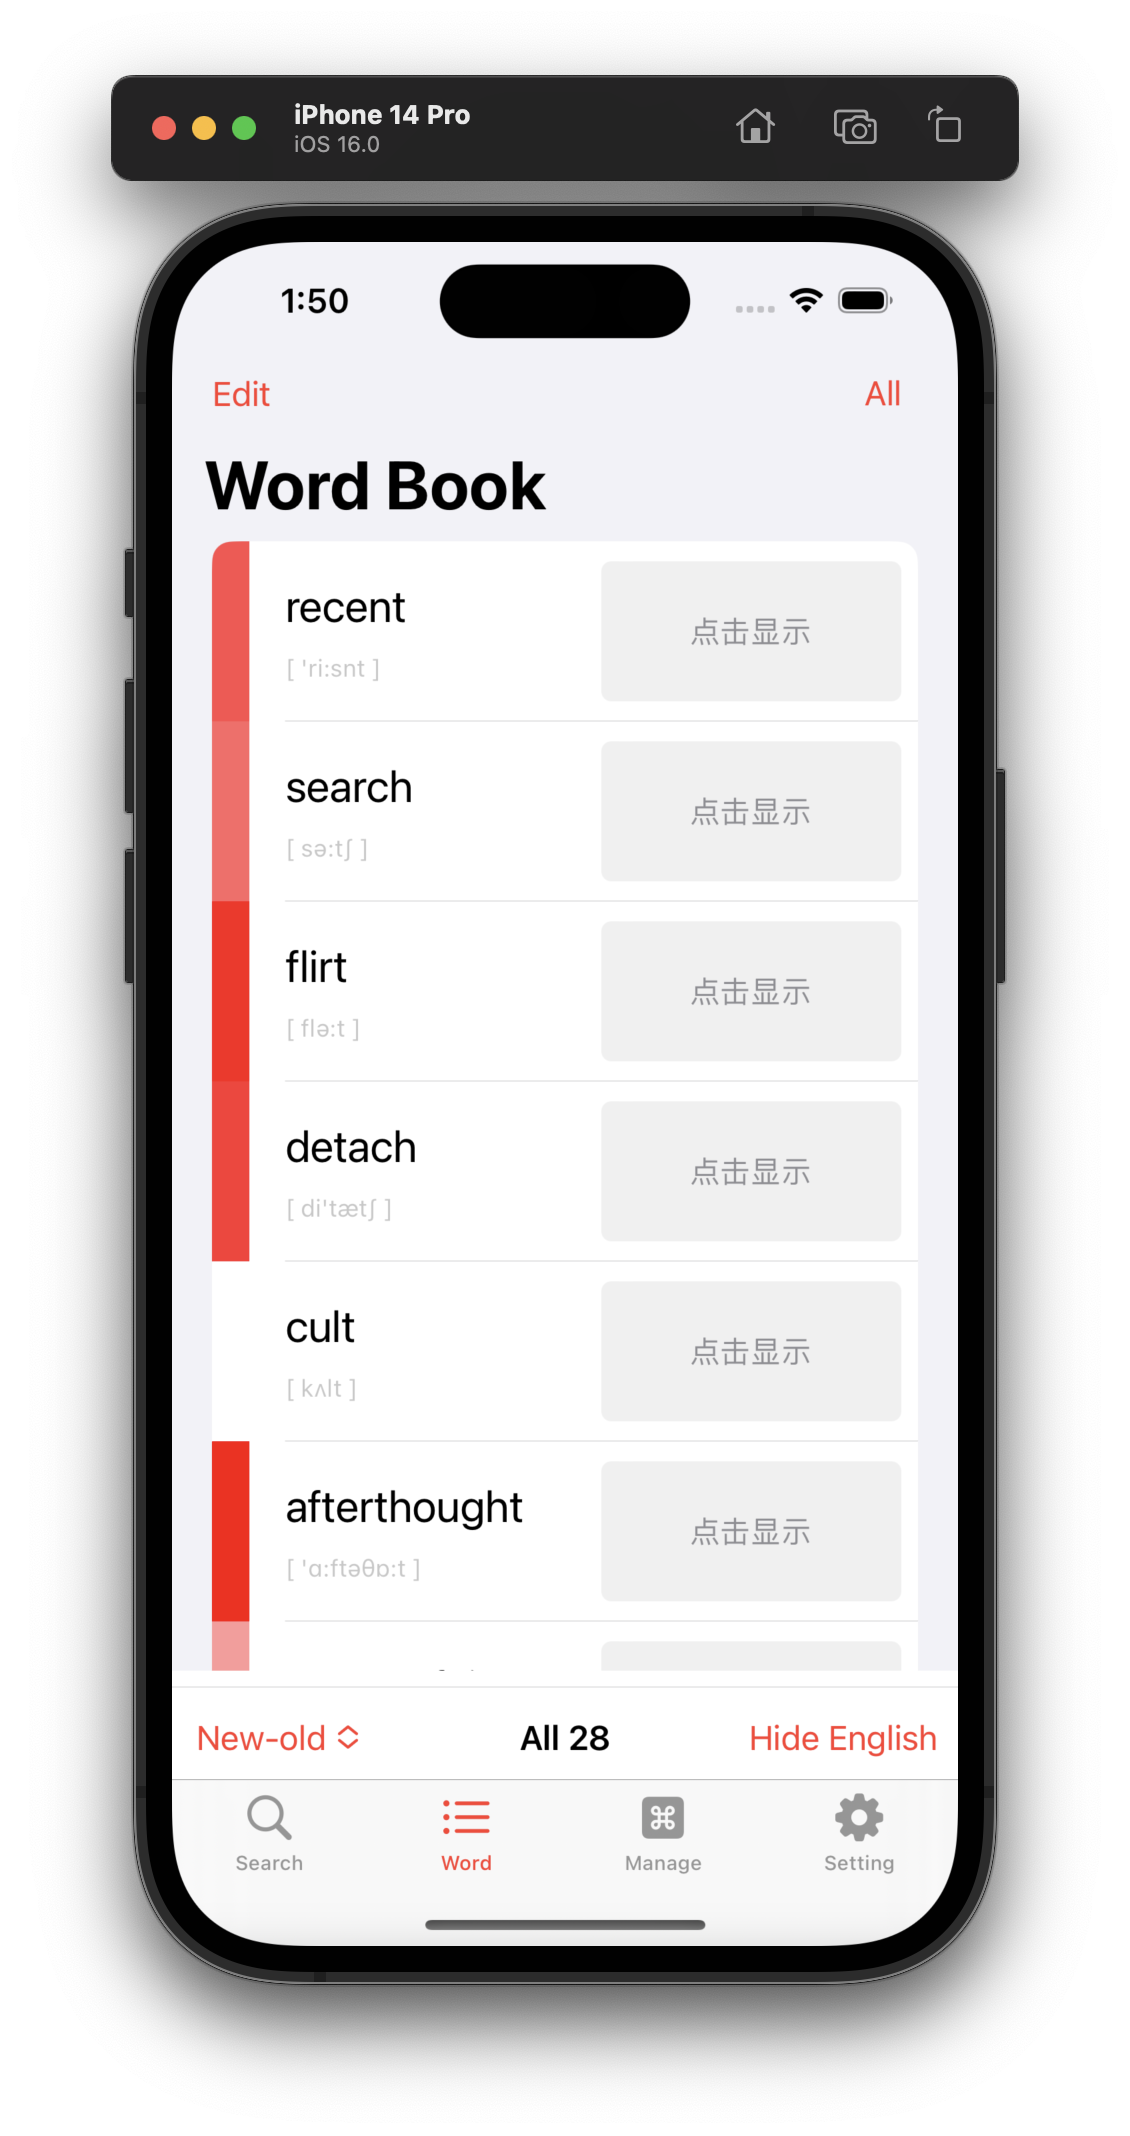 iPhone 14 Pro
iOS 16.0
1:50
Edit
All
Word Book
recent
[ 'ri:snt ]
点击显示
search
[ sə:tʃ ]
点击显示
flirt
[ flə:t ]
点击显示
detach
[ di'tætʃ ]
点击显示
cult
[ kʌlt ]
点击显示
afterthought
[ 'ɑ:ftəθɒ:t ]
点击显示
New-old
All 28
Hide English
Search
Word
Manage
Setting